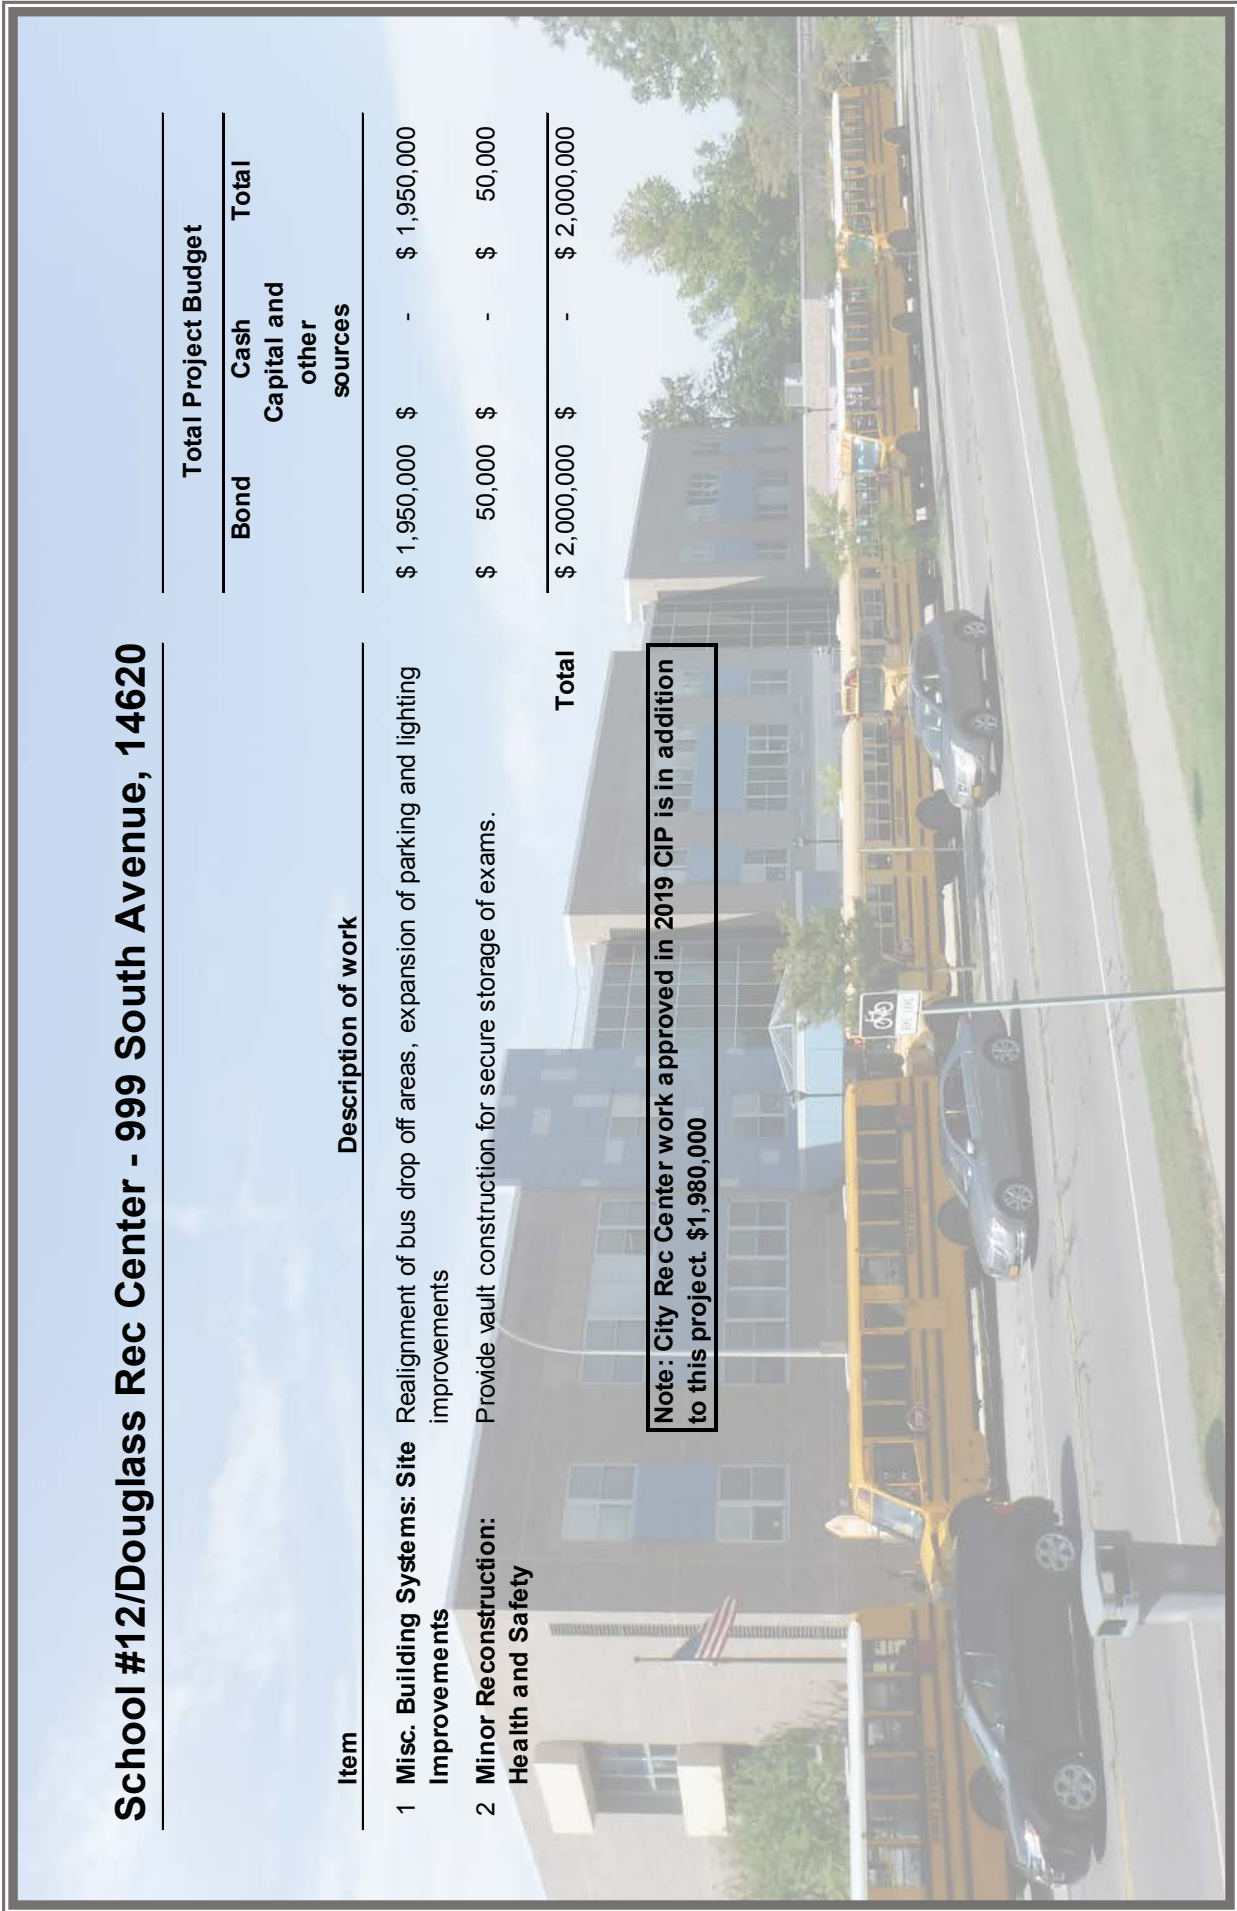 School #12/Douglass Rec Center - 999 South Avenue, 14620
Total Project Budget
Item Description of work Bond Cash Total
Capital and
other
sources
1 Misc. Building Systems: Site Realignment of bus drop off areas, expansion of parking and lighting $ 1,950,000 $ - $ 1,950,000
Improvements improvements
2 Minor Reconstruction: Provide vault construction for secure storage of exams. $ 50,000 $ - $ 50,000
Health and Safety
Total $ 2,000,000 $ - $ 2,000,000
Note: City Rec Center work approved in 2019 CIP is in addition
to this project. $1,980,000